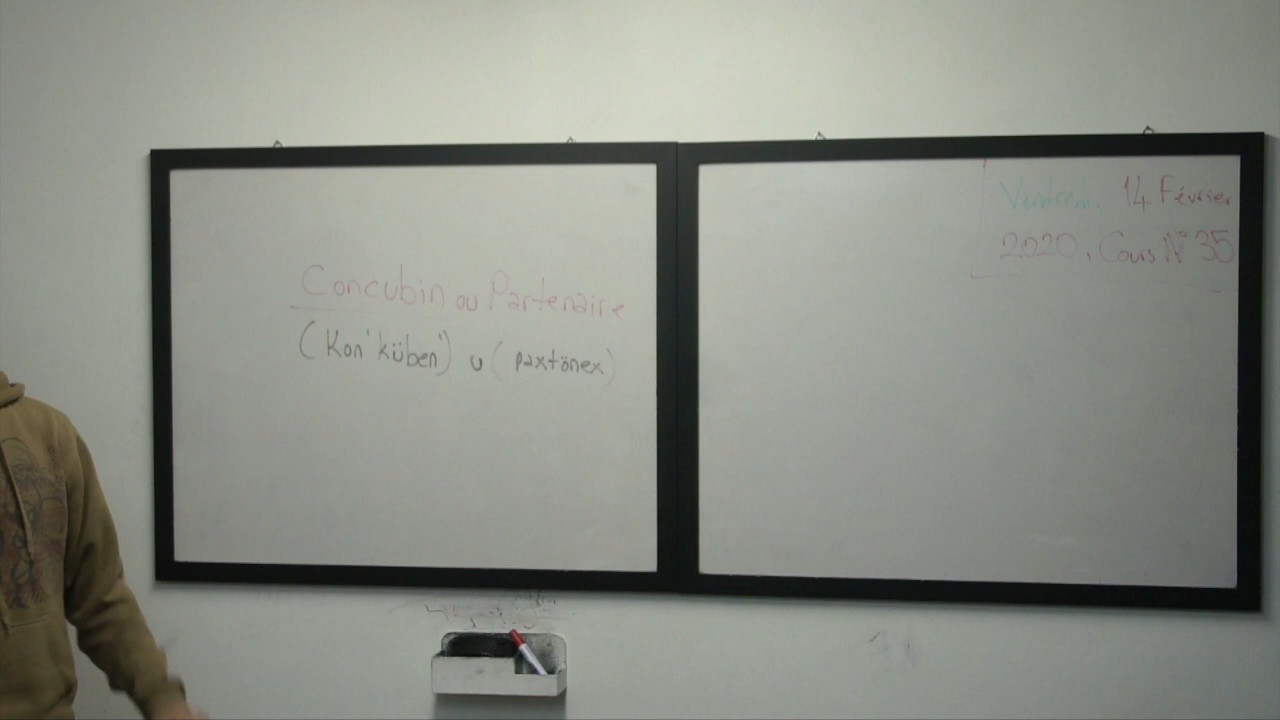 Concubin ou Partenaire
(Kon'küben') u (paxtönex)
Vendredi 14 Février
2020, Cours N° 35